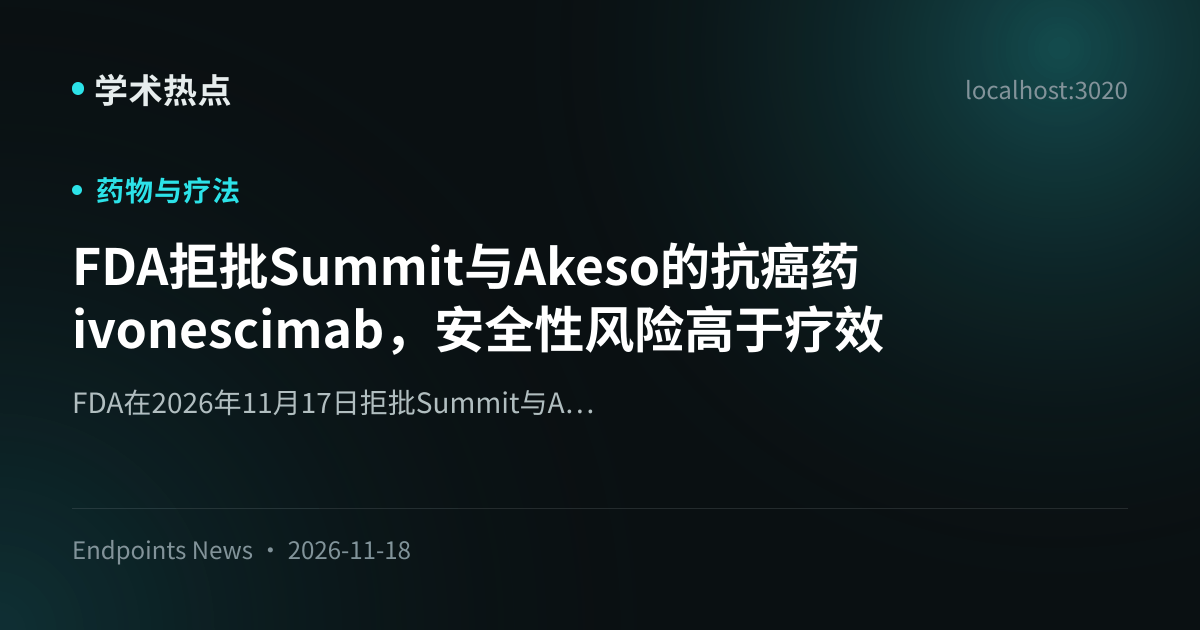 学术热点
localhost:3020
药物与疗法
FDA拒批Summit与Akeso的抗癌药
ivonescimab，安全性风险高于疗效
FDA在2026年11月17日拒批Summit与A…
Endpoints News · 2026-11-18